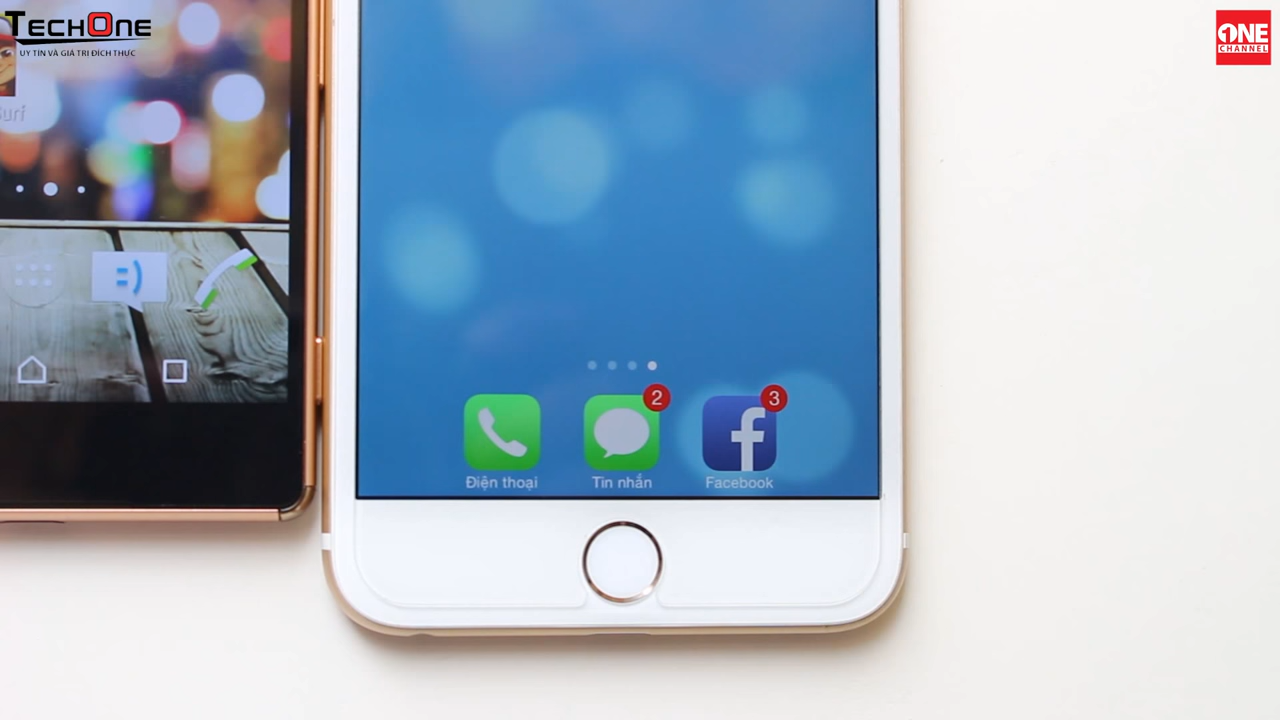 TECHONE
UY TÍN VÀ GIÁ TRỊ ĐÍCH THỰC
ONE
CHANNEL
2
3
Điện thoại
Tin nhắn
Facebook